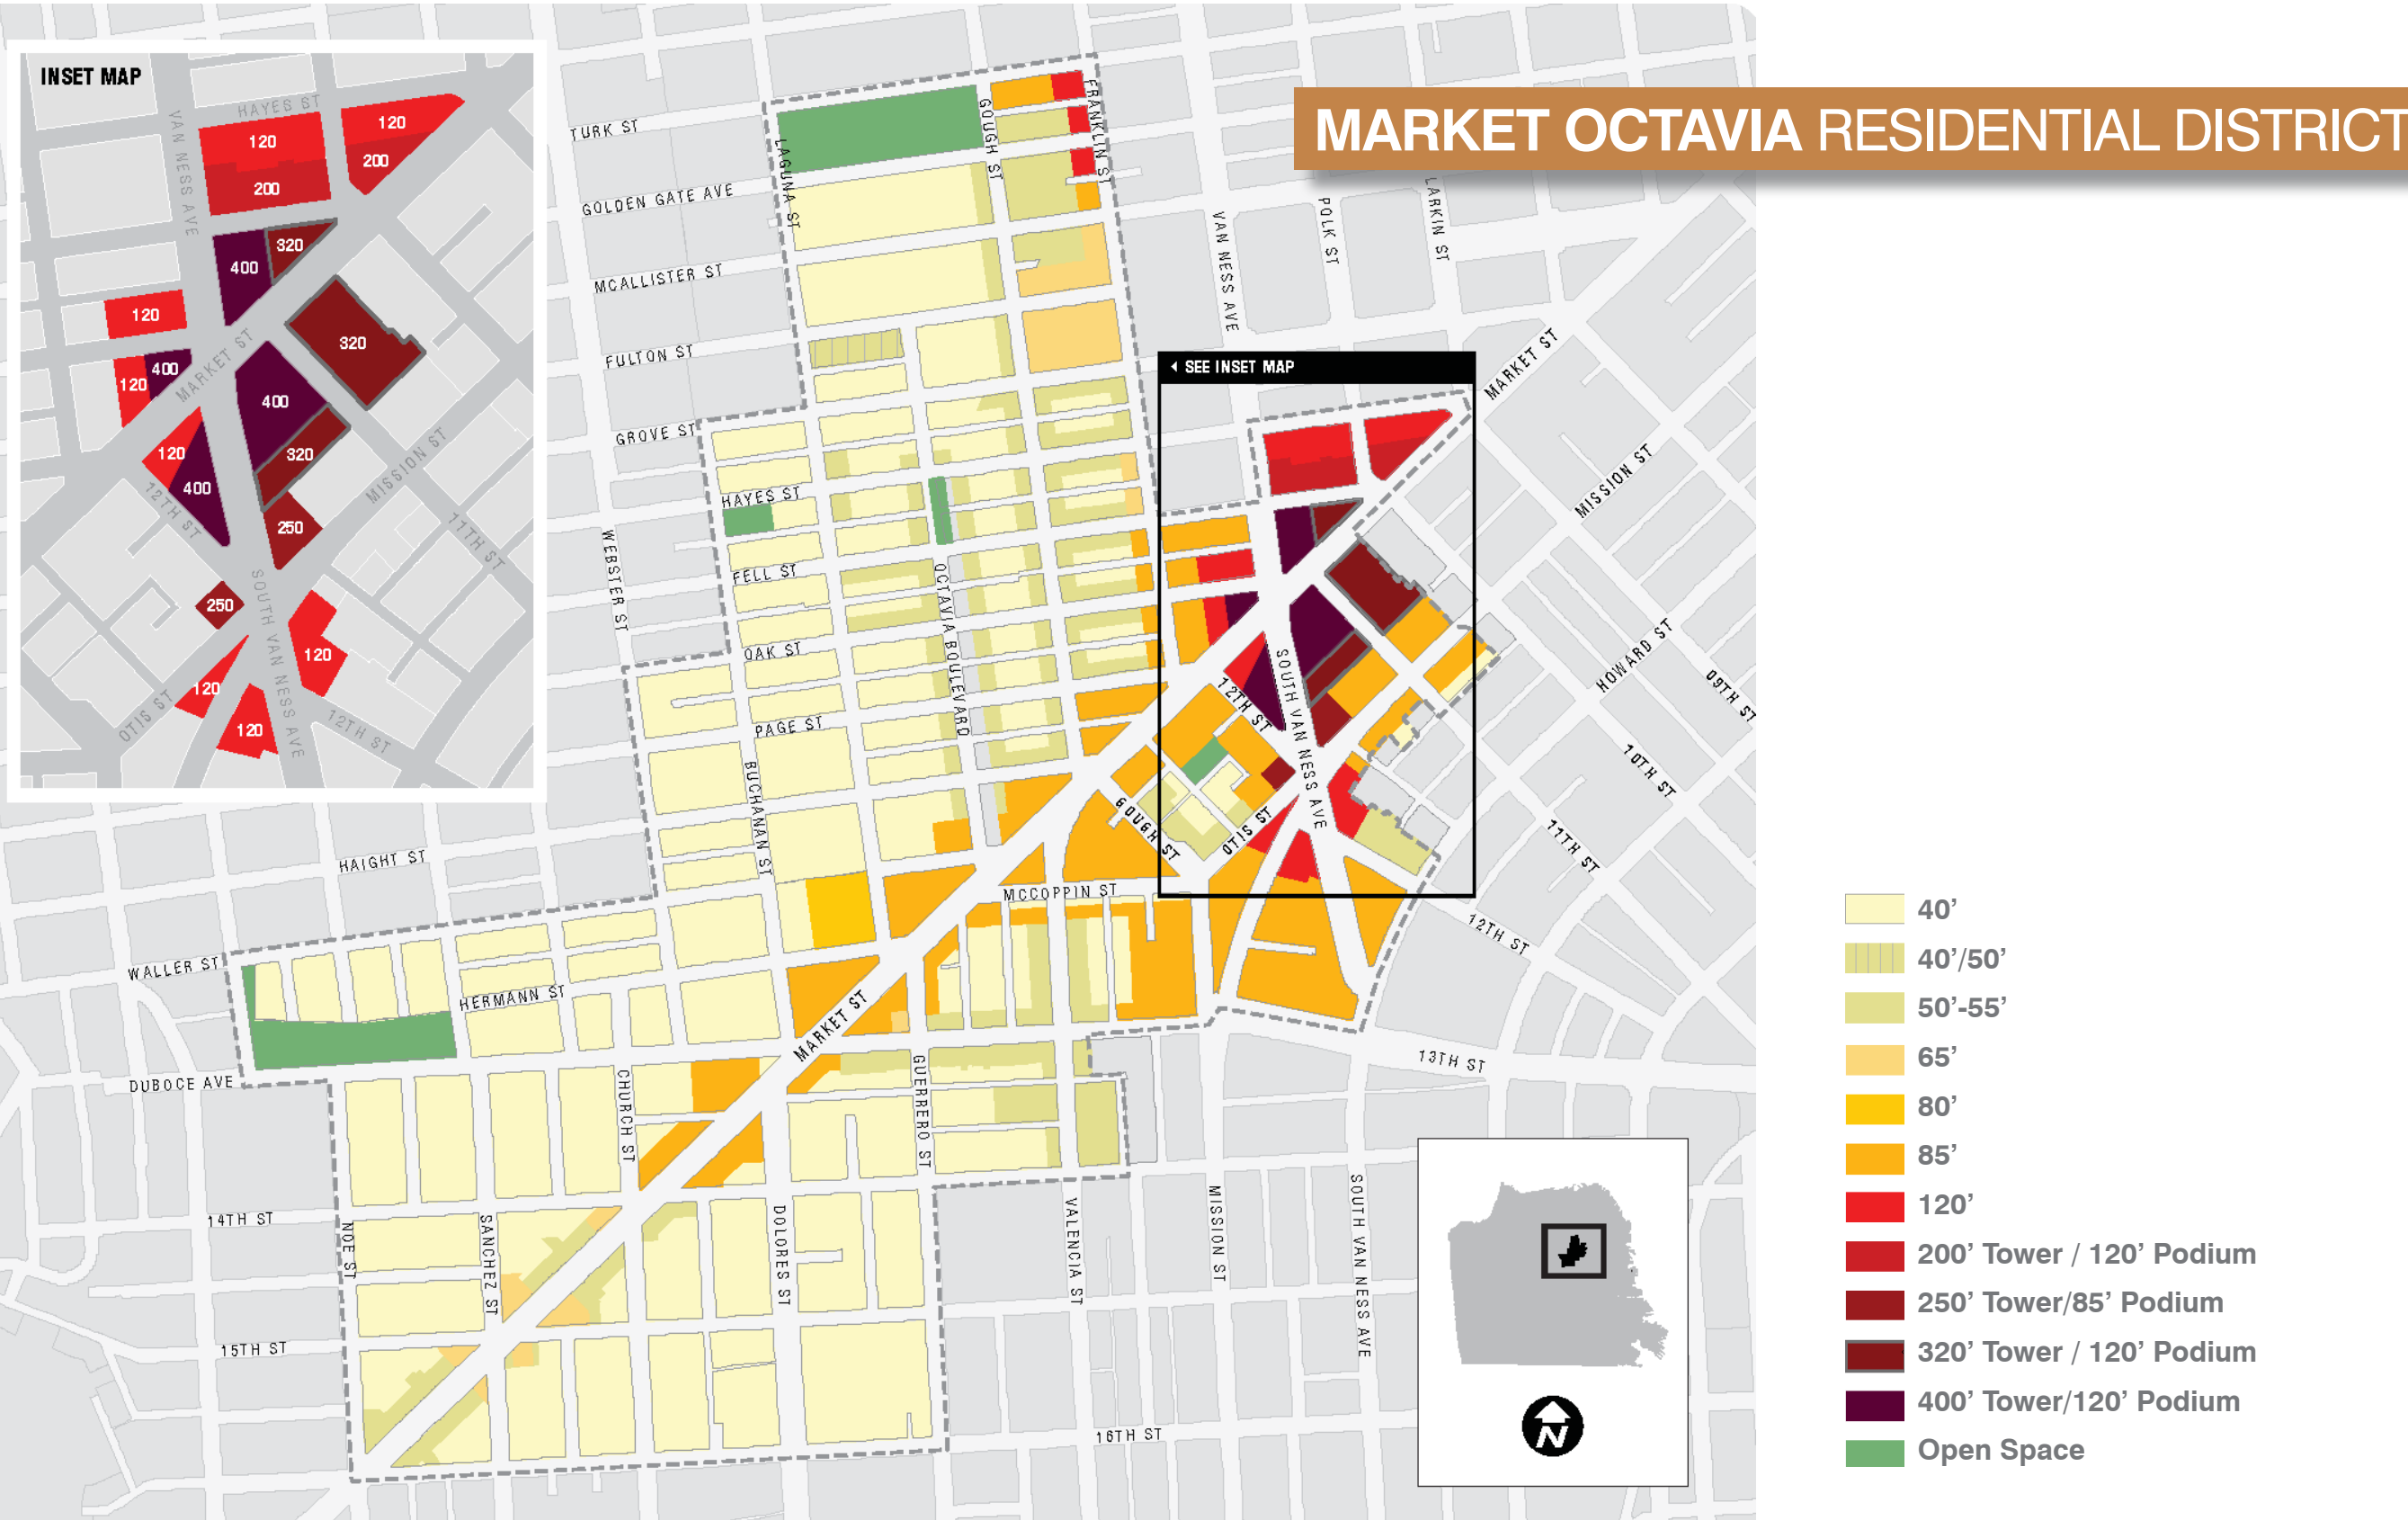 MARKET OCTAVIA RESIDENTIAL DISTRICT
INSET MAP
HAYES ST
VAN NESS AVE
120
120
200
200
320
400
120
320
400
120
MARKET ST
400
120
320
400
MISSION ST
12TH ST
250
11TH ST
250
SOUTH VAN NESS AVE
120
120
OTIS ST
120
12TH ST
TURK ST
GOLDEN GATE AVE
MCALLISTER ST
FULTON ST
GROVE ST
HAYES ST
FELL ST
OAK ST
PAGE ST
HAIGHT ST
WALLER ST
HERMANN ST
DUBOCE AVE
14TH ST
15TH ST
16TH ST
LAGUNA ST
GOUGH ST
FRANKLIN ST
VAN NESS AVE
POLK ST
LARKIN ST
SEE INSET MAP
MARKET ST
MISSION ST
HOWARD ST
09TH ST
10TH ST
11TH ST
12TH ST
13TH ST
WEBSTER ST
OCTAVIA BOULEVARD
BUCHANAN ST
12TH ST
SOUTH VAN NESS AVE
GOUGH ST
OTIS ST
MCCOPPIN ST
MARKET ST
CHURCH ST
GUERRERO ST
NOE ST
SANCHEZ ST
DOLORES ST
VALENCIA ST
MISSION ST
SOUTH VAN NESS AVE
N
40’
40’/50’
50’-55’
65’
80’
85’
120’
200’ Tower / 120’ Podium
250’ Tower/85’ Podium
320’ Tower / 120’ Podium
400’ Tower/120’ Podium
Open Space